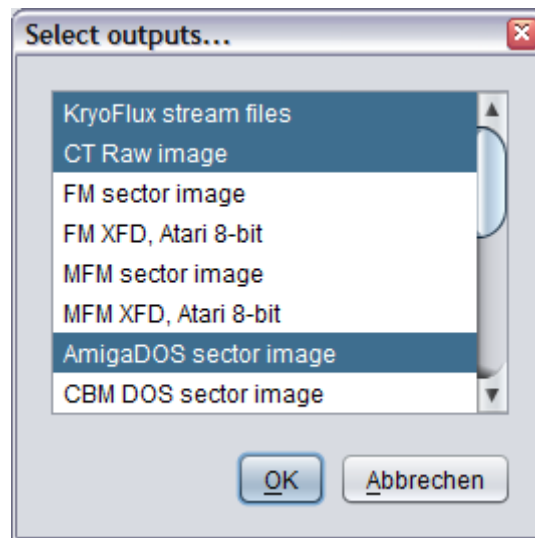 Select outputs...
KryoFlux stream files
CT Raw image
FM sector image
FM XFD, Atari 8-bit
MFM sector image
MFM XFD, Atari 8-bit
AmigaDOS sector image
CBM DOS sector image
OK Abbrechen